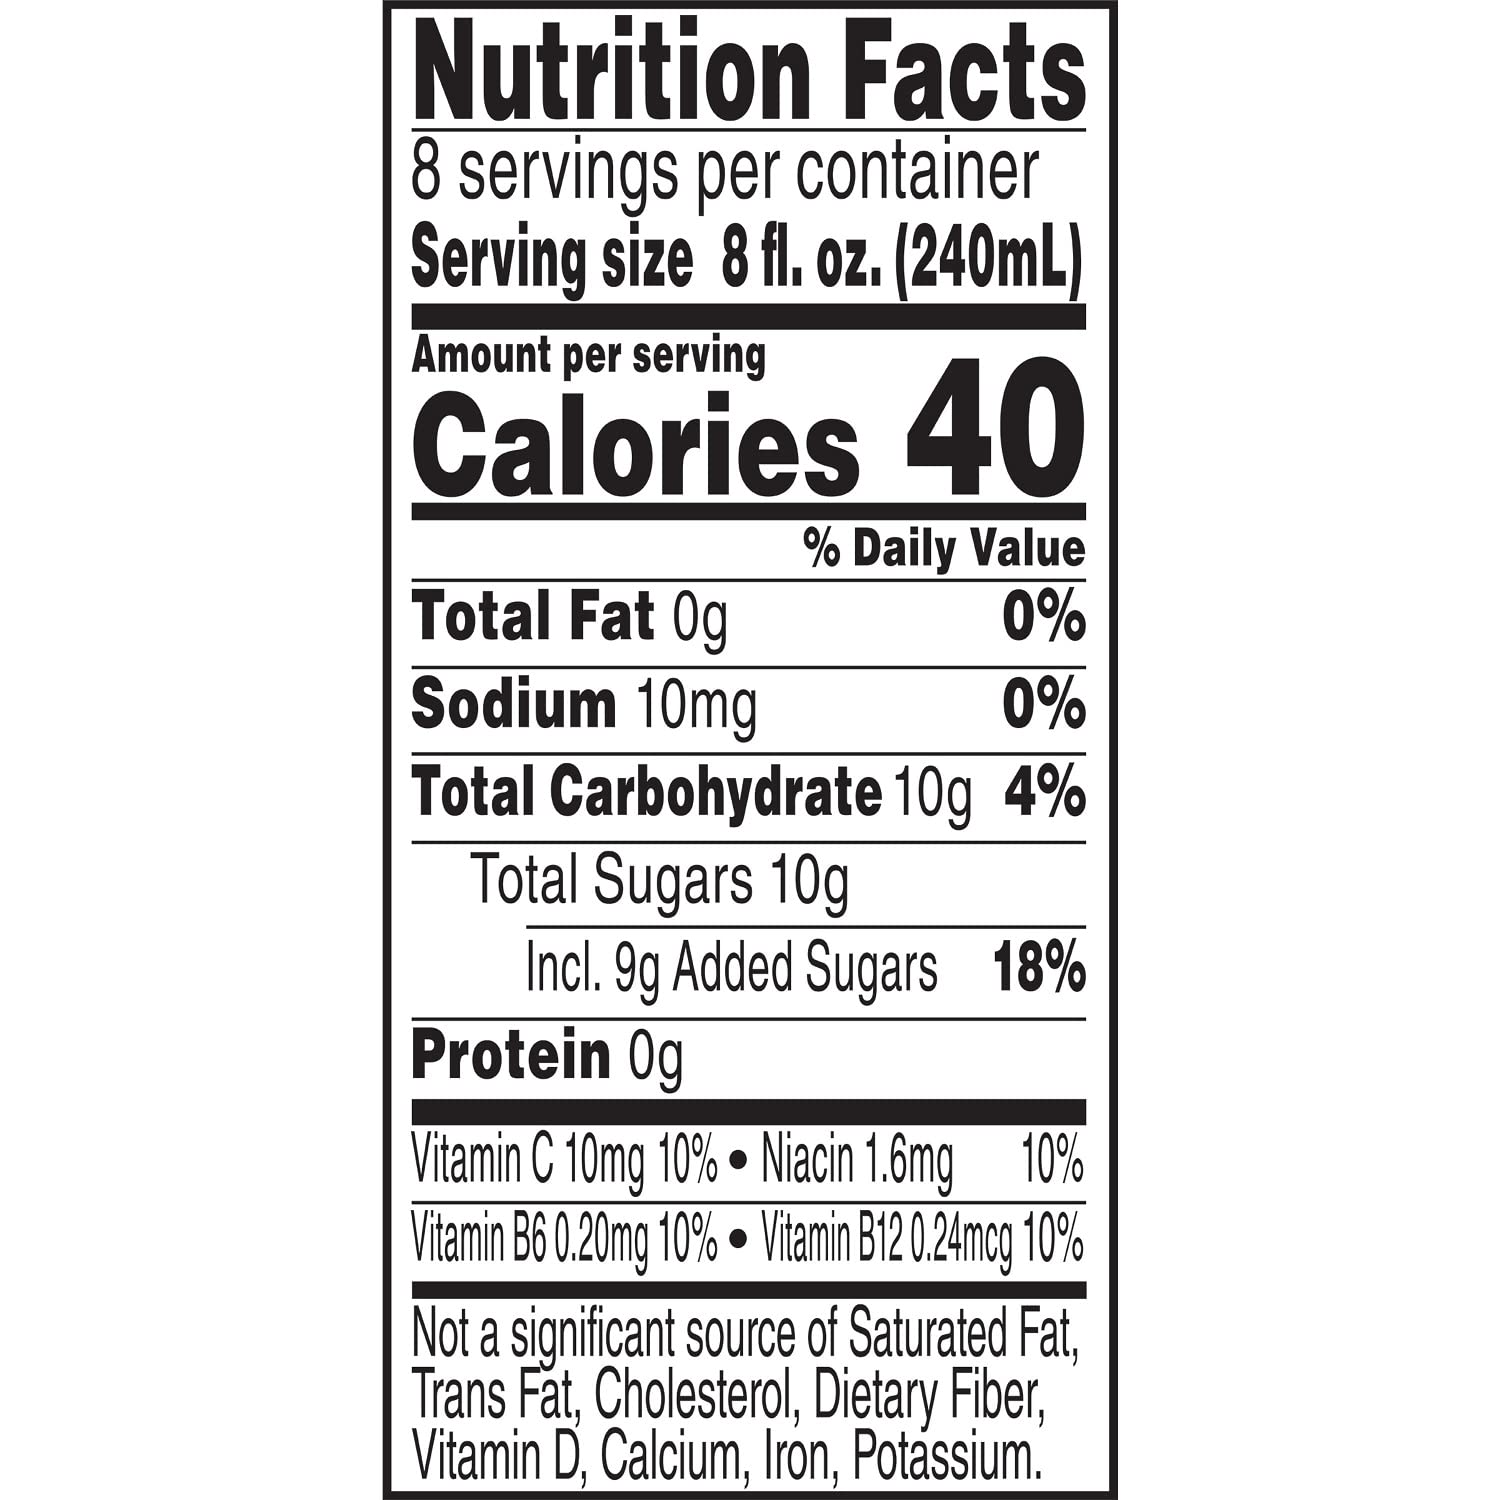 Nutrition Facts
8 servings per container
Serving size 8 fl. oz. (240mL)
Amount per serving
Calories 40
% Daily Value
Total Fat 0g 0%
Sodium 10mg 0%
Total Carbohydrate 10g 4%
Total Sugars 10g
Incl. 9g Added Sugars 18%
Protein 0g
Vitamin C 10mg 10% • Niacin 1.6mg 10%
Vitamin B6 0.20mg 10% • Vitamin B12 0.24mcg 10%
Not a significant source of Saturated Fat,
Trans Fat, Cholesterol, Dietary Fiber,
Vitamin D, Calcium, Iron, Potassium.